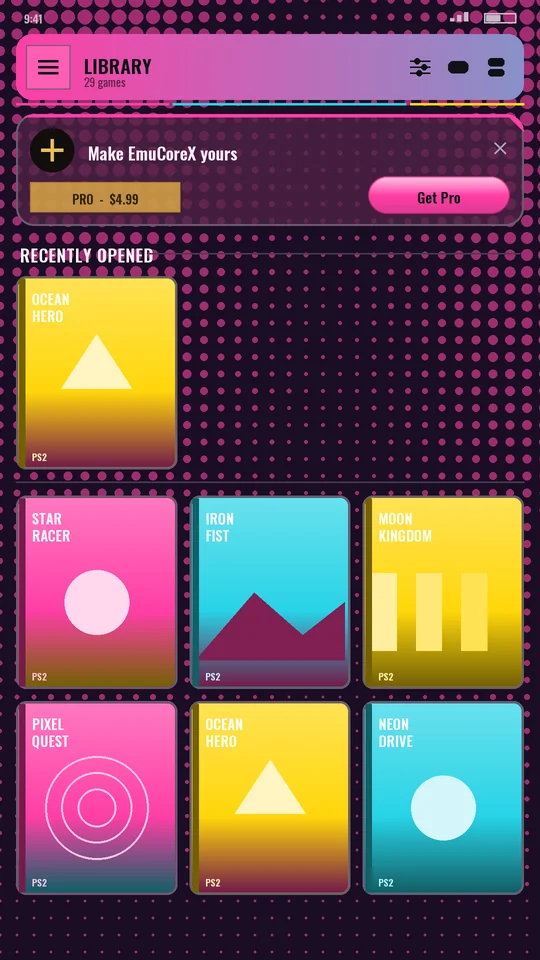 9:41
LIBRARY
29 games
Make EmuCoreX yours
PRO - $4.99
Get Pro
RECENTLY OPENED
OCEAN
HERO
PS2
STAR
RACER
PS2
IRON
FIST
PS2
MOON
KINGDOM
PS2
PIXEL
QUEST
PS2
OCEAN
HERO
PS2
NEON
DRIVE
PS2